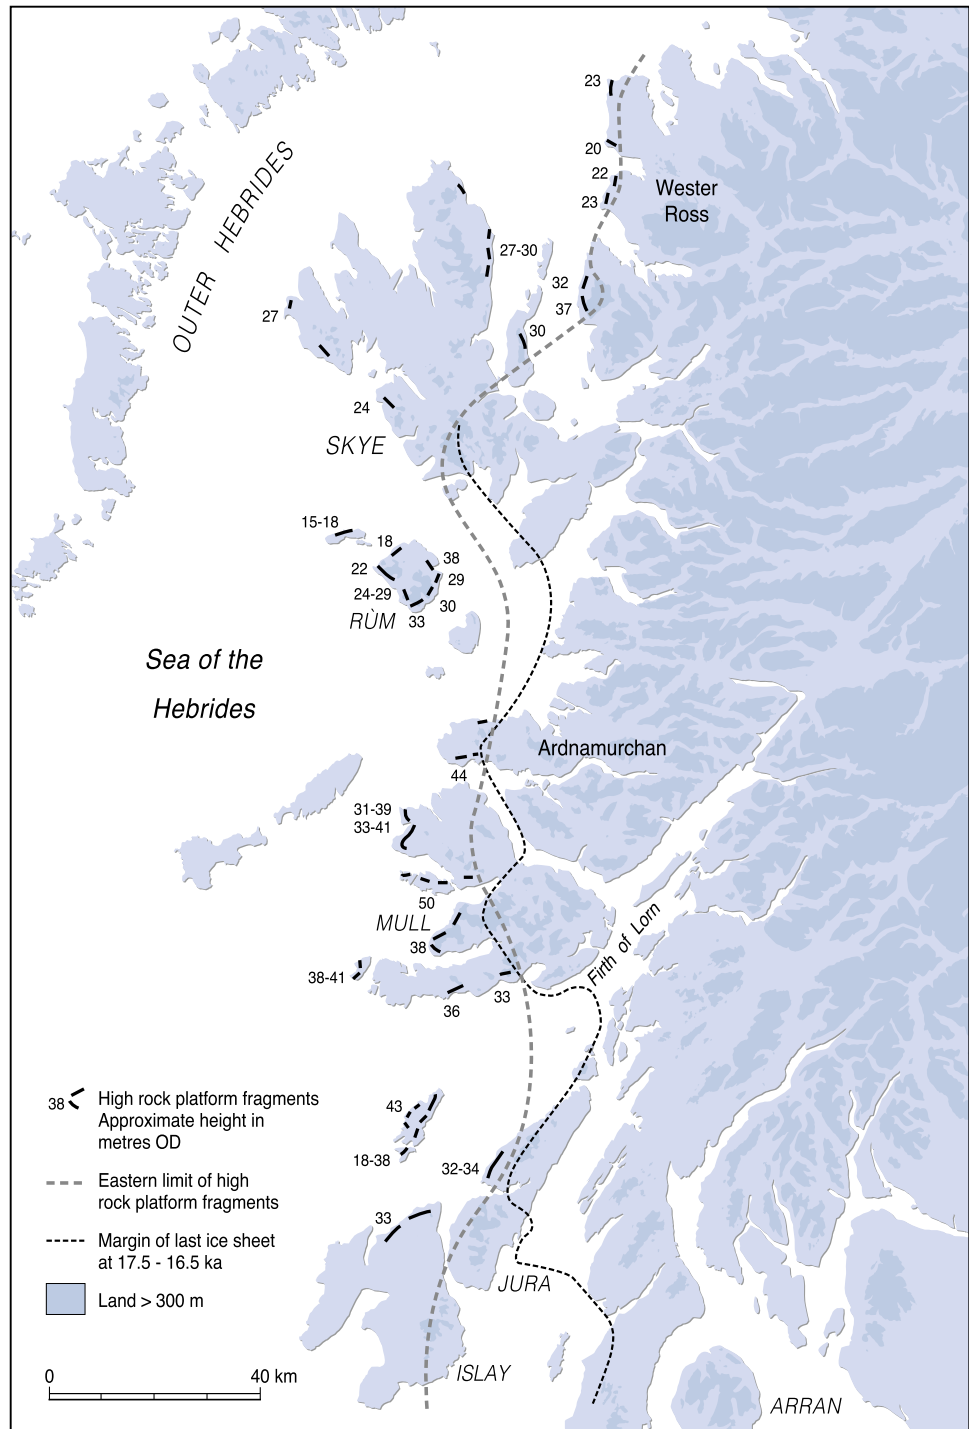 23
20
22
23
Wester
Ross
OUTER HEBRIDES
27-30
32
37
27
30
24
SKYE
15-18
18
38
22
29
24-29
30
RÙM
33
Sea of the
Hebrides
Ardnamurchan
44
31-39
33-41
50
MULL
38
Firth of Lorn
38-41
33
36
43
18-38
32-34
33
JURA
ISLAY
ARRAN
38
High rock platform fragments
Approximate height in
metres OD
Eastern limit of high
rock platform fragments
Margin of last ice sheet
at 17.5 - 16.5 ka
Land > 300 m
0 40 km